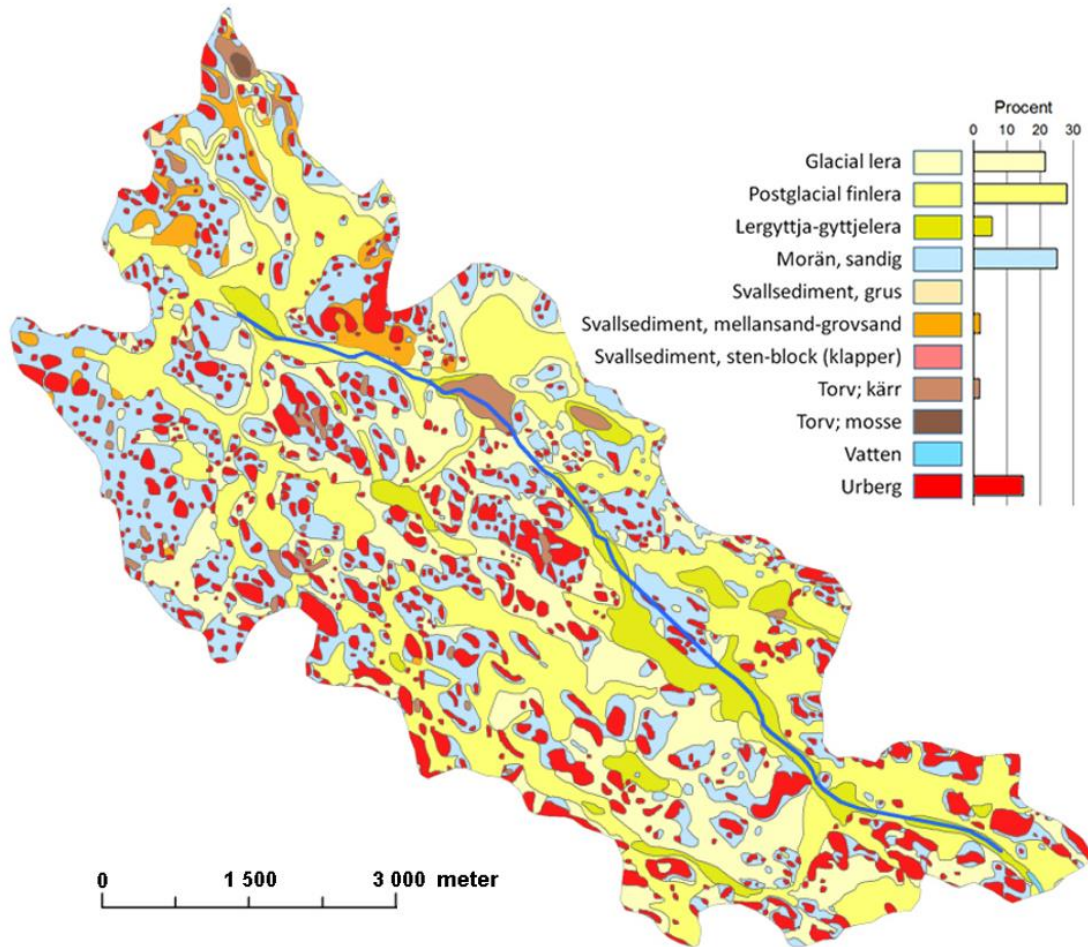 Procent
0 10 20 30
Glacial lera
Postglacial finlera
Lergyttja-gyttjelera
Morän, sandig
Svallsediment, grus
Svallsediment, mellansand-grovsand
Svallsediment, sten-block (klapper)
Torv; kärr
Torv; mosse
Vatten
Urberg
0 1 500 3 000 meter